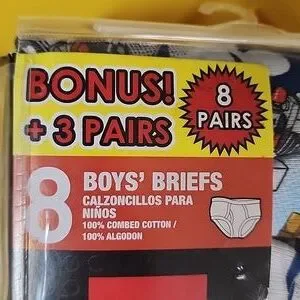 BONUS!
+ 3 PAIRS
8
PAIRS
8
BOYS' BRIEFS
CALZONCILLOS PARA
NIÑOS
100% COMBED COTTON /
100% ALGODON